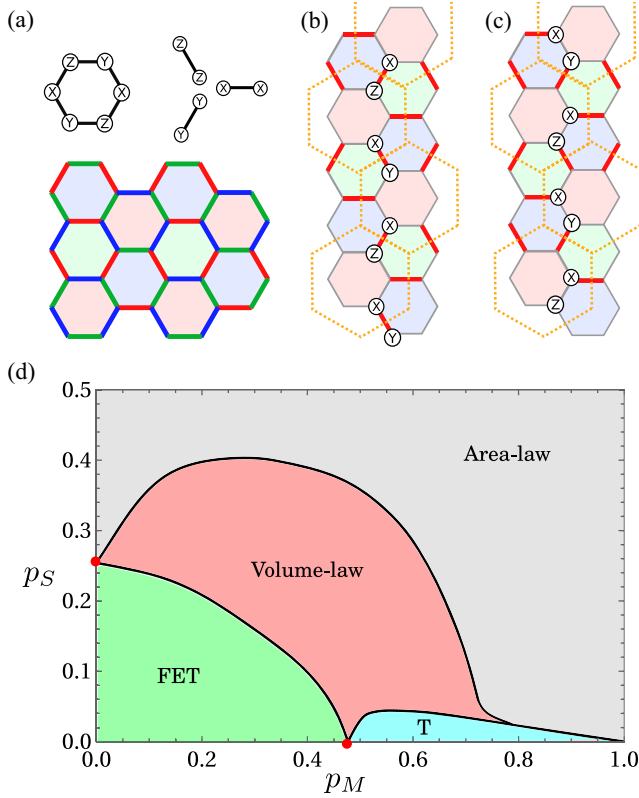 (a)
(b)
(c)
Z Y
X X
Y Z
Z
Z
Y
Y
X X
X
Z
X
Y
X
Z
X
Y
X
Y
X
Z
X
Y
X
Z
(d)
0.5
0.4
0.3
0.2
0.1
0.0
p_S
Area-law
Volume-law
FET
T
0.0 0.2 0.4 0.6 0.8 1.0
p_M